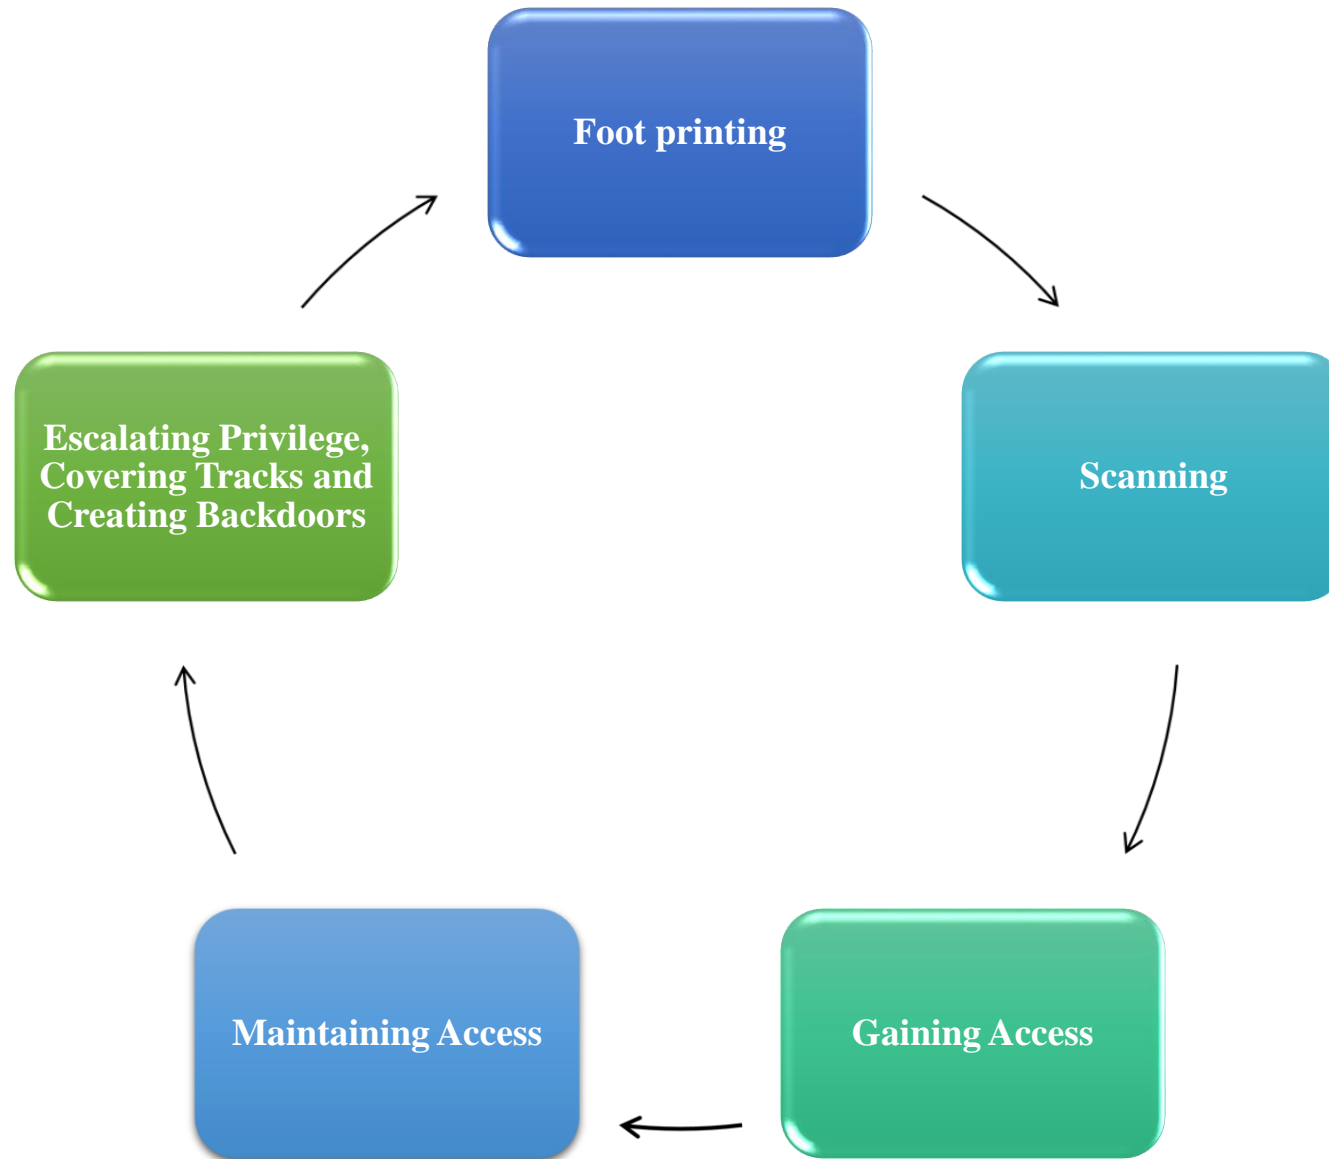 Foot printing
Scanning
Gaining Access
Maintaining Access
Escalating Privilege,
Covering Tracks and
Creating Backdoors